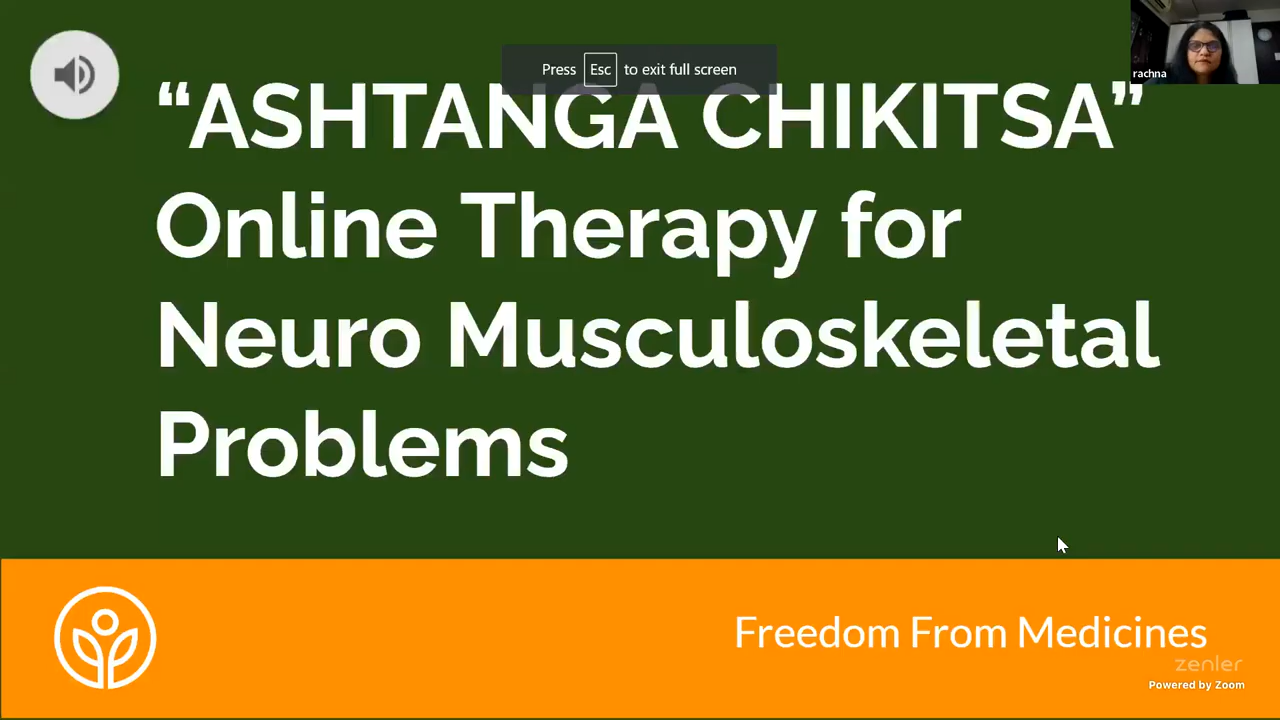 Press Esc to exit full screen
rachna
“ASHTANGA CHIKITSA”
Online Therapy for
Neuro Musculoskeletal
Problems
Freedom From Medicines
zenler
Powered by Zoom